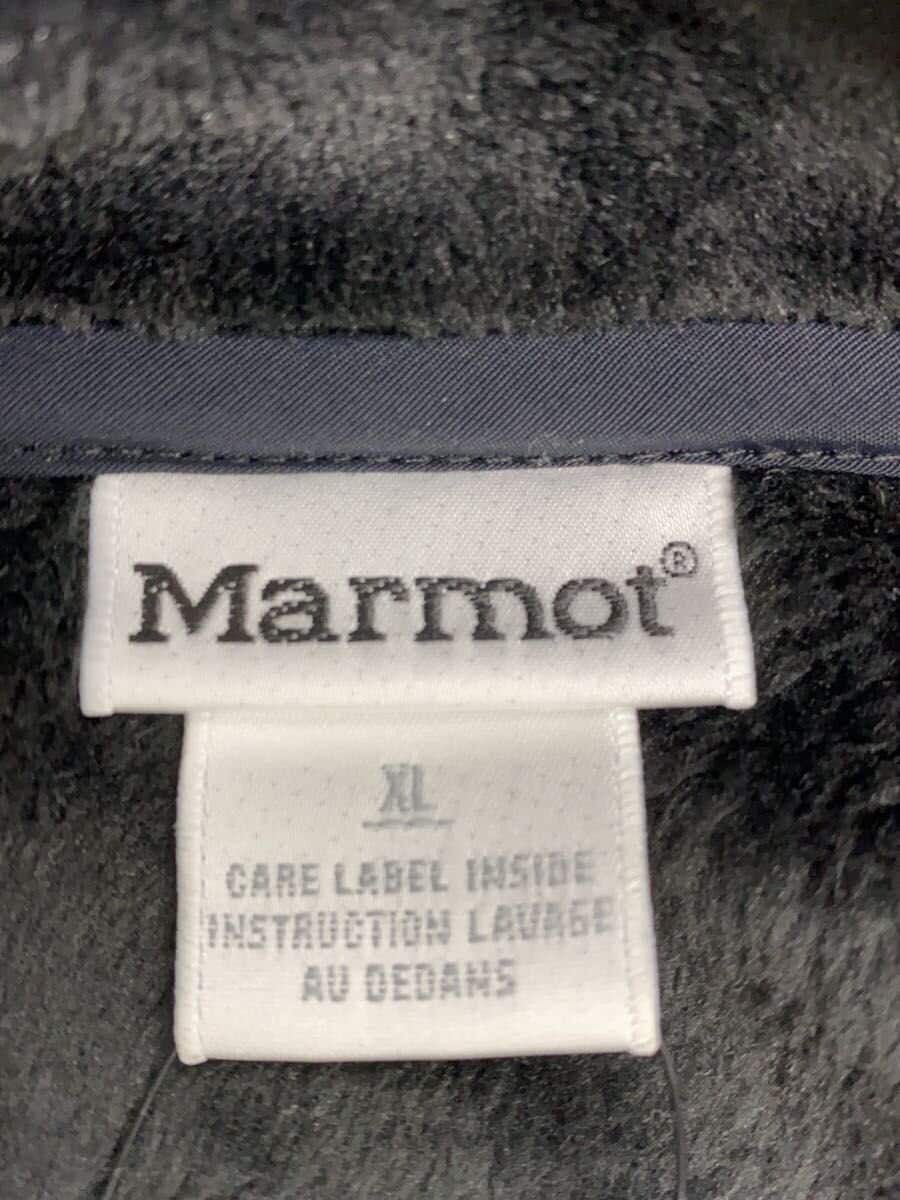 Marmot®
XL
CARE LABEL INSIDE
INSTRUCTION LAVAGE
AU DEDANS